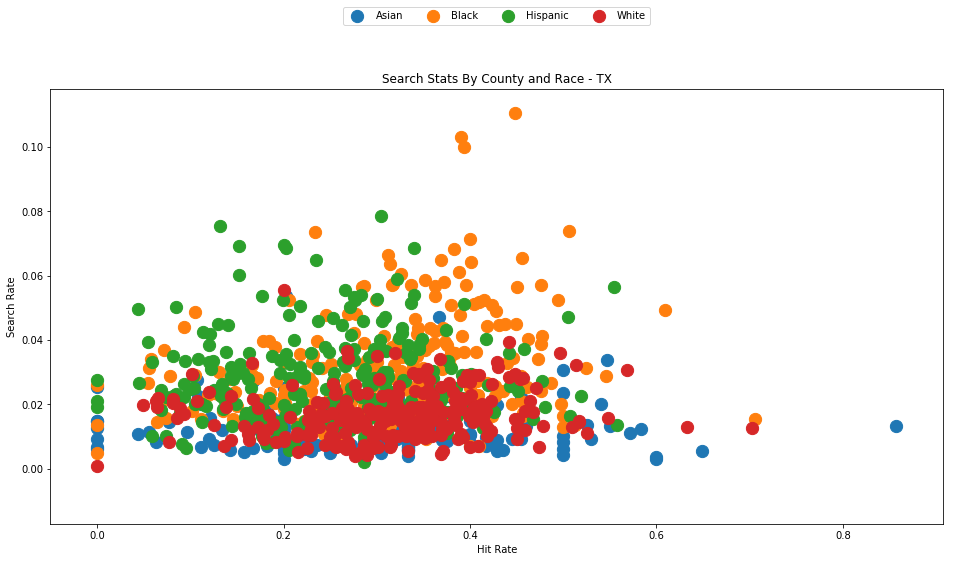 Asian Black Hispanic White
Search Stats By County and Race - TX
0.10
0.08
0.06
0.04
0.02
0.00
Search Rate
0.0 0.2 0.4 0.6 0.8
Hit Rate